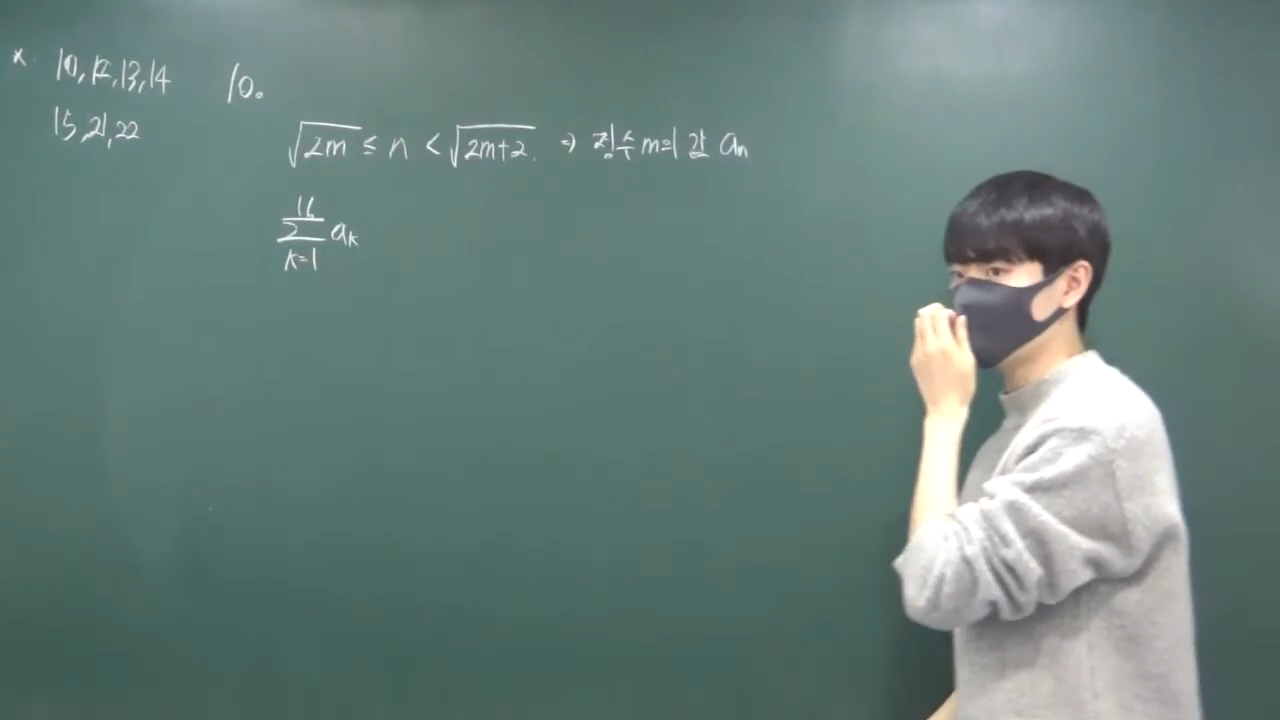 * 10, 12, 13, 14
15, 21, 22
10.
√2m ≤ n < √2m+2 ⇒ 정수 m의 값 aₙ
16
Σ aₖ
k=1